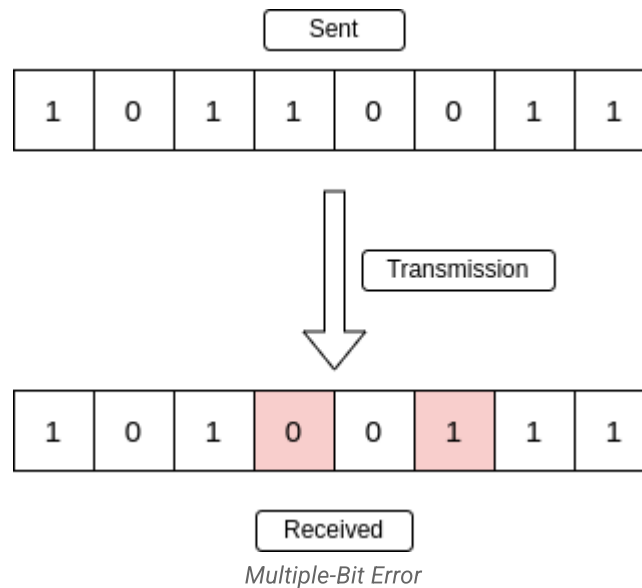 Sent
1 0 1 1 0 0 1 1
Transmission
1 0 1 0 0 1 1 1
Received
Multiple-Bit Error